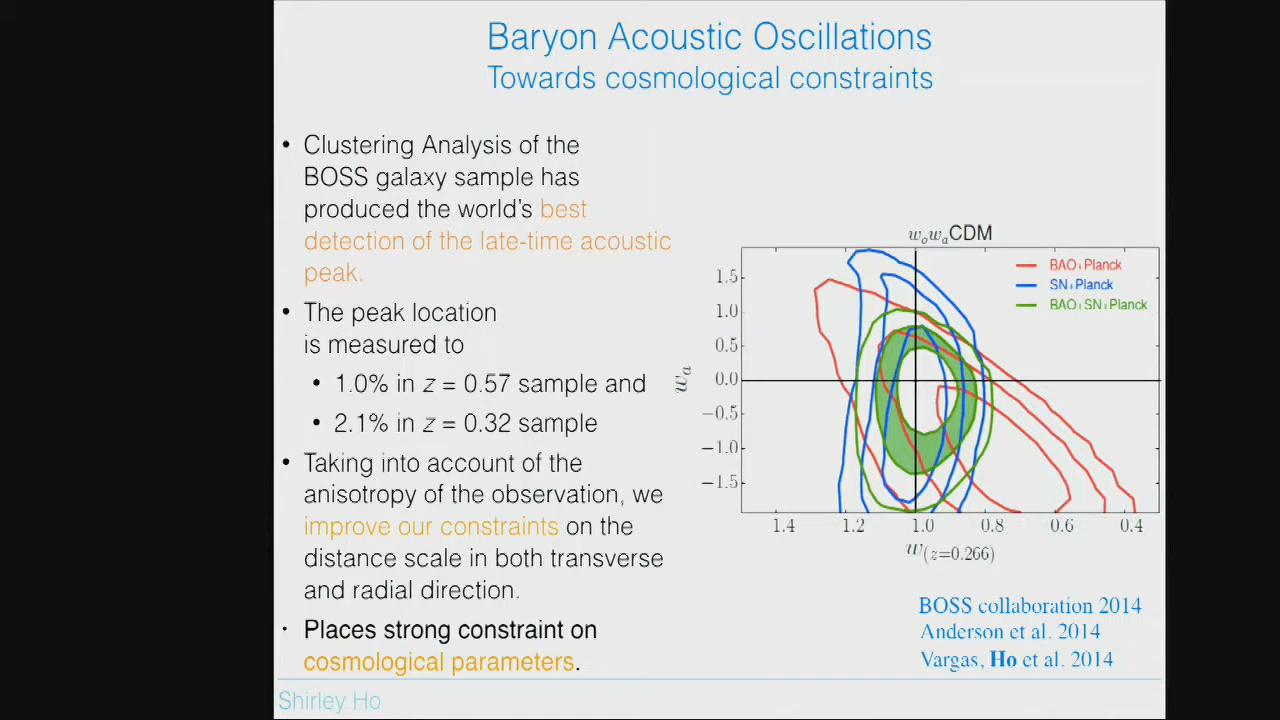 Baryon Acoustic Oscillations
Towards cosmological constraints
• Clustering Analysis of the
BOSS galaxy sample has
produced the world's best
detection of the late-time acoustic
peak.
• The peak location
is measured to
• 1.0% in z = 0.57 sample and
• 2.1% in z = 0.32 sample
• Taking into account of the
anisotropy of the observation, we
improve our constraints on the
distance scale in both transverse
and radial direction.
• Places strong constraint on
cosmological parameters.
w₀wₐCDM
BAO+Planck
SN+Planck
BAO+SN+Planck
1.5
1.0
0.5
0.0
−0.5
−1.0
−1.5
wₐ
1.4 1.2 1.0 0.8 0.6 0.4
w(z=0.266)
BOSS collaboration 2014
Anderson et al. 2014
Vargas, Ho et al. 2014
Shirley Ho